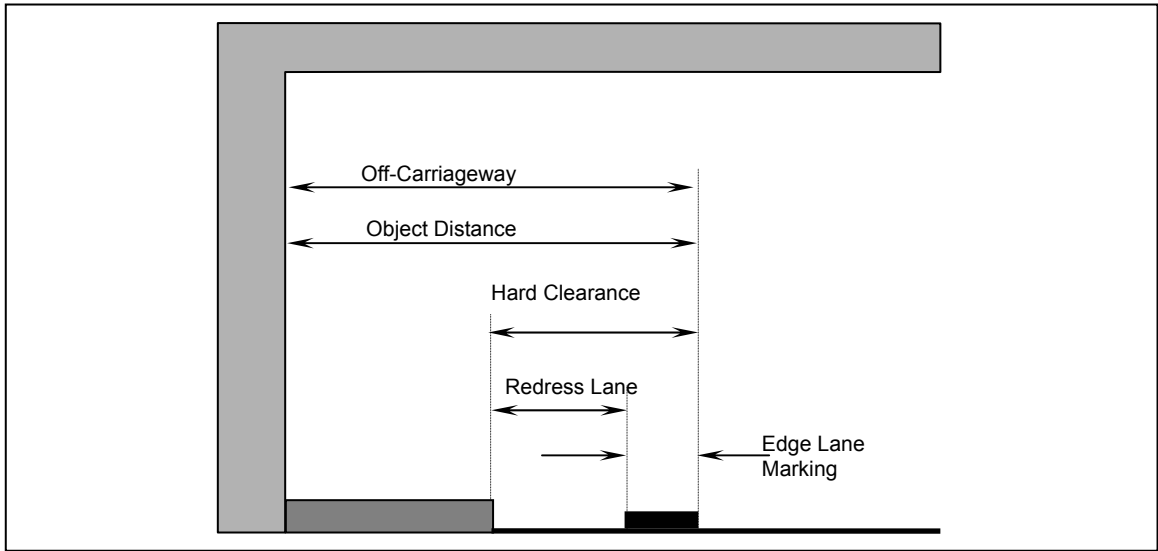 Off-Carriageway
Object Distance
Hard Clearance
Redress Lane
Edge Lane
Marking